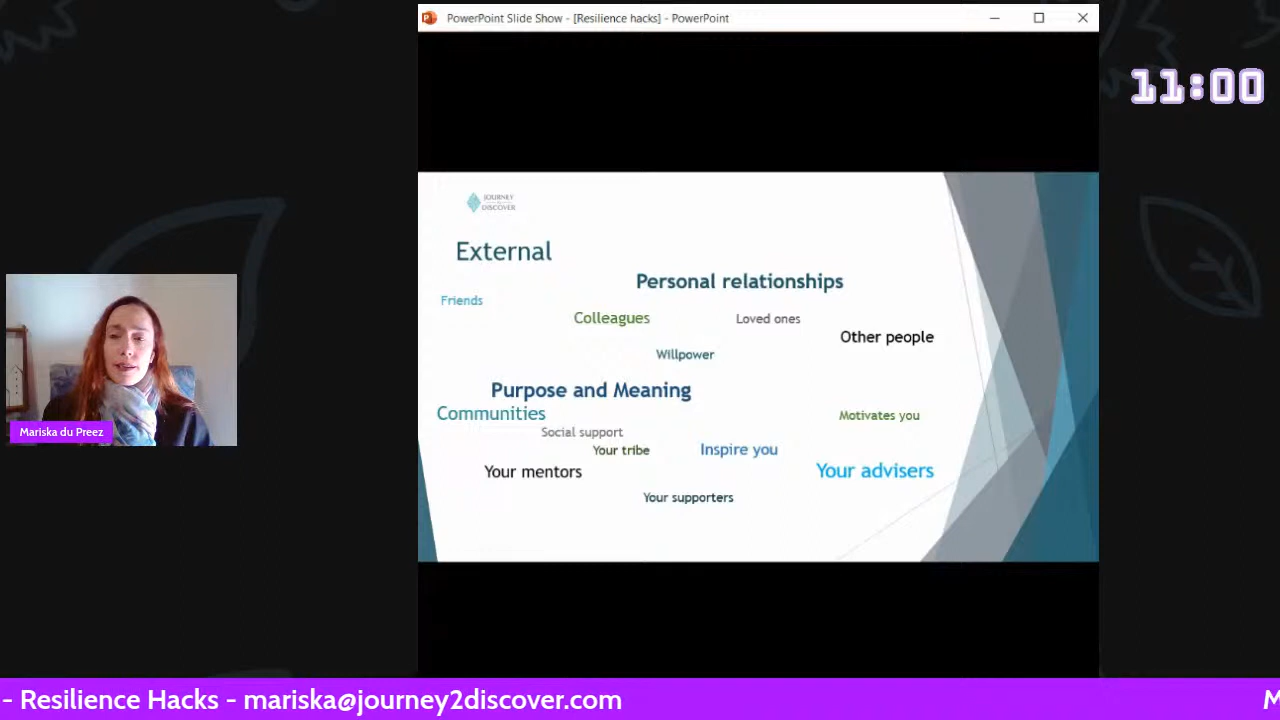 PowerPoint Slide Show - [Resilience hacks] - PowerPoint
11:00
JOURNEY
DISCOVER
External
Personal relationships
Friends
Colleagues
Loved ones
Other people
Willpower
Purpose and Meaning
Communities
Motivates you
Social support
Your tribe
Inspire you
Your mentors
Your advisers
Your supporters
Mariska du Preez
- Resilience Hacks - mariska@journey2discover.com
M